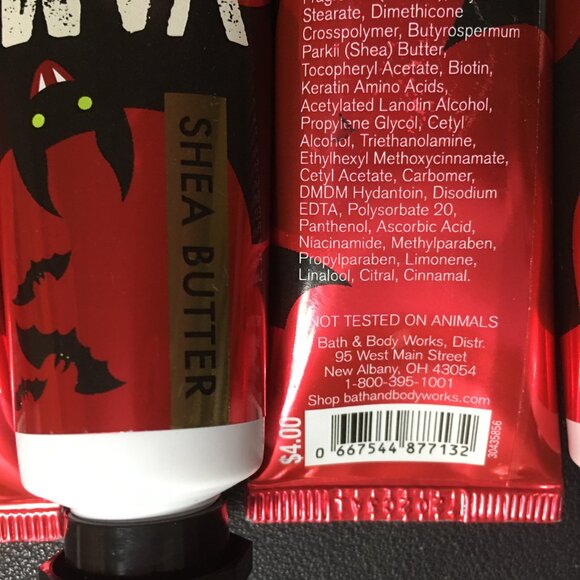 SHEA BUTTER
Stearate, Dimethicone
Crosspolymer, Butyrospermum
Parkii (Shea) Butter,
Tocopheryl Acetate, Biotin,
Keratin Amino Acids,
Acetylated Lanolin Alcohol,
Propylene Glycol, Cetyl
Alcohol, Triethanolamine,
Ethylhexyl Methoxycinnamate,
Cetyl Acetate, Carbomer,
DMDM Hydantoin, Disodium
EDTA, Polysorbate 20,
Panthenol, Ascorbic Acid,
Niacinamide, Methylparaben,
Propylparaben, Limonene,
Linalool, Citral, Cinnamal.
NOT TESTED ON ANIMALS
Bath & Body Works, Distr.
95 West Main Street
New Albany, OH 43054
1-800-395-1001
Shop bathandbodyworks.com
$4.00
0 667544 877132
30435856